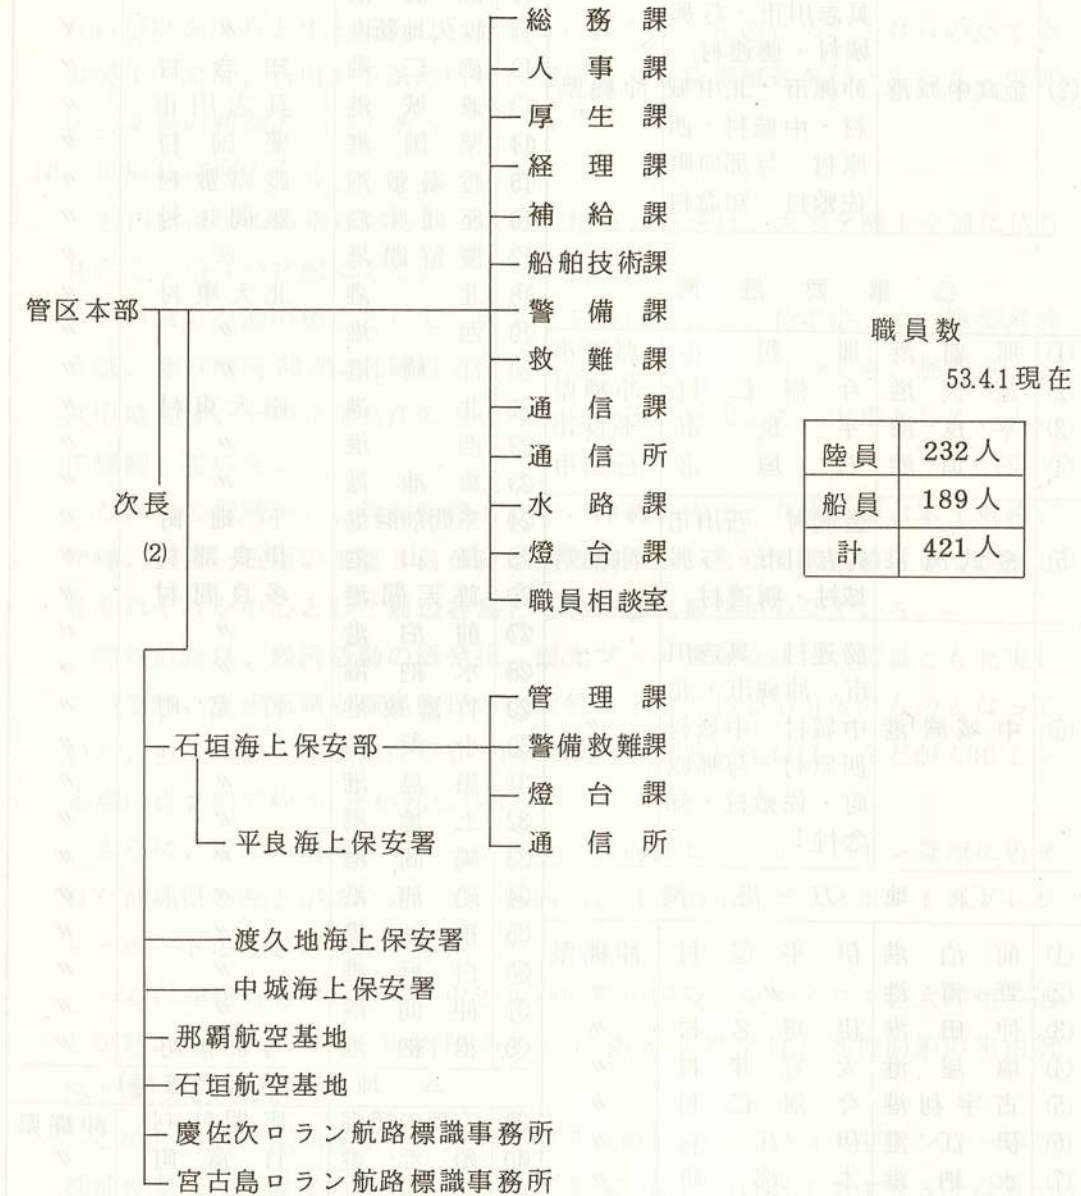 総務課
人事課
厚生課
経理課
補給課
船舶技術課
管区本部
警備課
救難課
通信課
通信所
水路課
燈台課
職員相談室
次長
(2)
職員数
53.4.1現在
陸員 232人
船員 189人
計 421人
管理課
石垣海上保安部
警備救難課
燈台課
通信所
平良海上保安署
渡久地海上保安署
中城海上保安署
那覇航空基地
石垣航空基地
慶佐次ロラン航路標識事務所
宮古島ロラン航路標識事務所